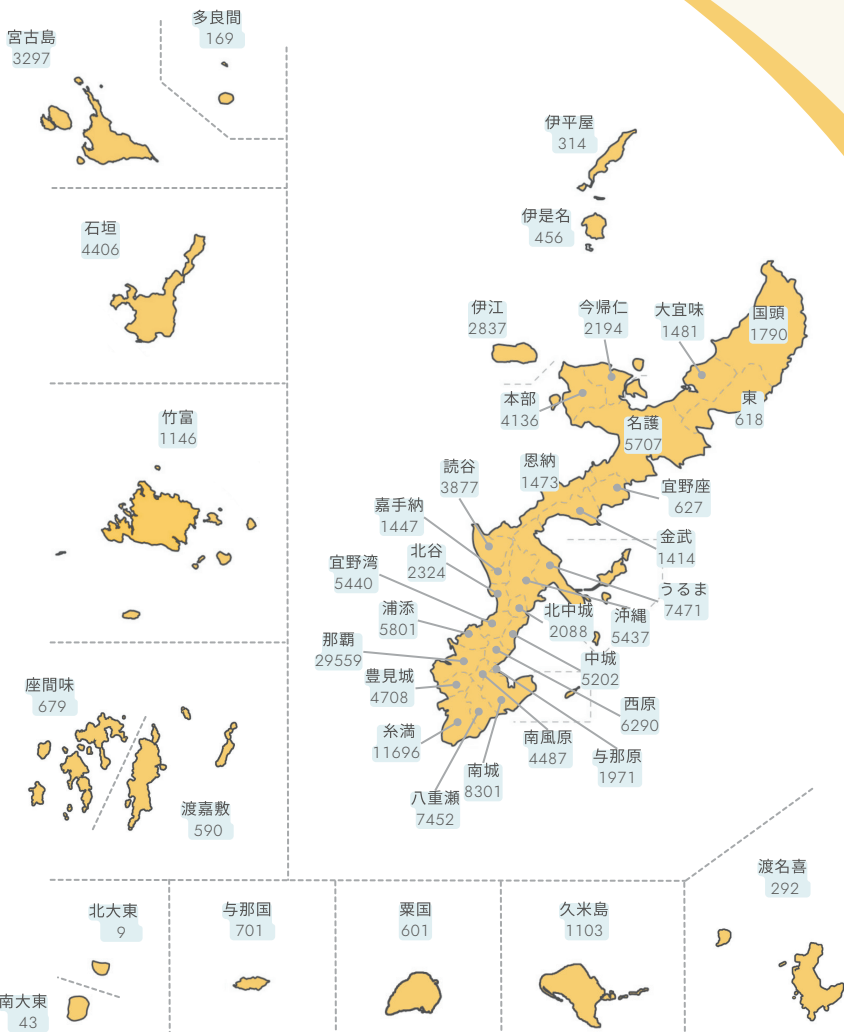 多良間
169
宮古島
3297
伊平屋
314
伊是名
456
石垣
4406
伊江
2837
今帰仁
2194
大宜味
1481
国頭
1790
本部
4136
東
618
名護
5707
竹富
1146
恩納
1473
読谷
3877
宜野座
627
嘉手納
1447
金武
1414
北谷
2324
宜野湾
5440
うるま
7471
浦添
5801
北中城
2088
沖縄
5437
那覇
29559
中城
5202
豊見城
4708
座間味
679
西原
6290
糸満
11696
南風原
4487
与那原
1971
南城
8301
八重瀬
7452
渡嘉敷
590
渡名喜
292
北大東
9
与那国
701
粟国
601
久米島
1103
南大東
43